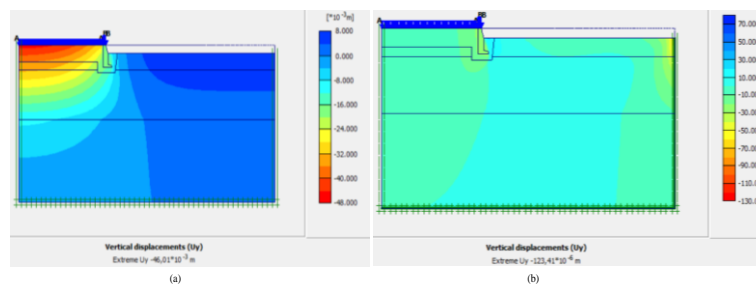 [*10⁻³ m]
A
BB
8.000
0.000
-8.000
-16.000
-24.000
-32.000
-40.000
-48.000
Vertical displacements (Uy)
Extreme Uy -46,01*10⁻³ m
(a)
A
BB
70.00
50.00
30.00
10.00
-10.00
-30.00
-50.00
-70.00
-90.00
-110.0
-130.0
Vertical displacements (Uy)
Extreme Uy -123,41*10⁻⁶ m
(b)